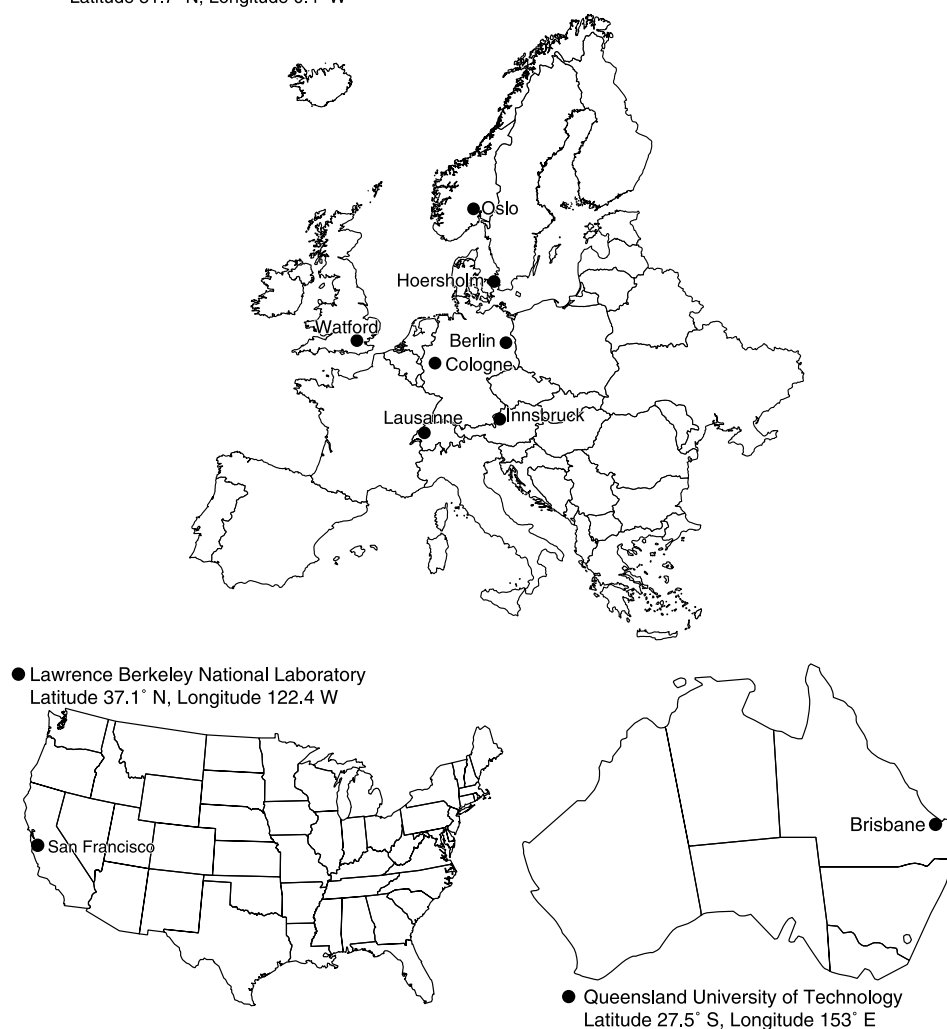 Oslo
Hoersholm
Watford
Berlin
Cologne
Lausanne
Innsbruck
Lawrence Berkeley National Laboratory
Latitude 37.1° N, Longitude 122.4 W
San Francisco
Brisbane
Queensland University of Technology
Latitude 27.5° S, Longitude 153° E